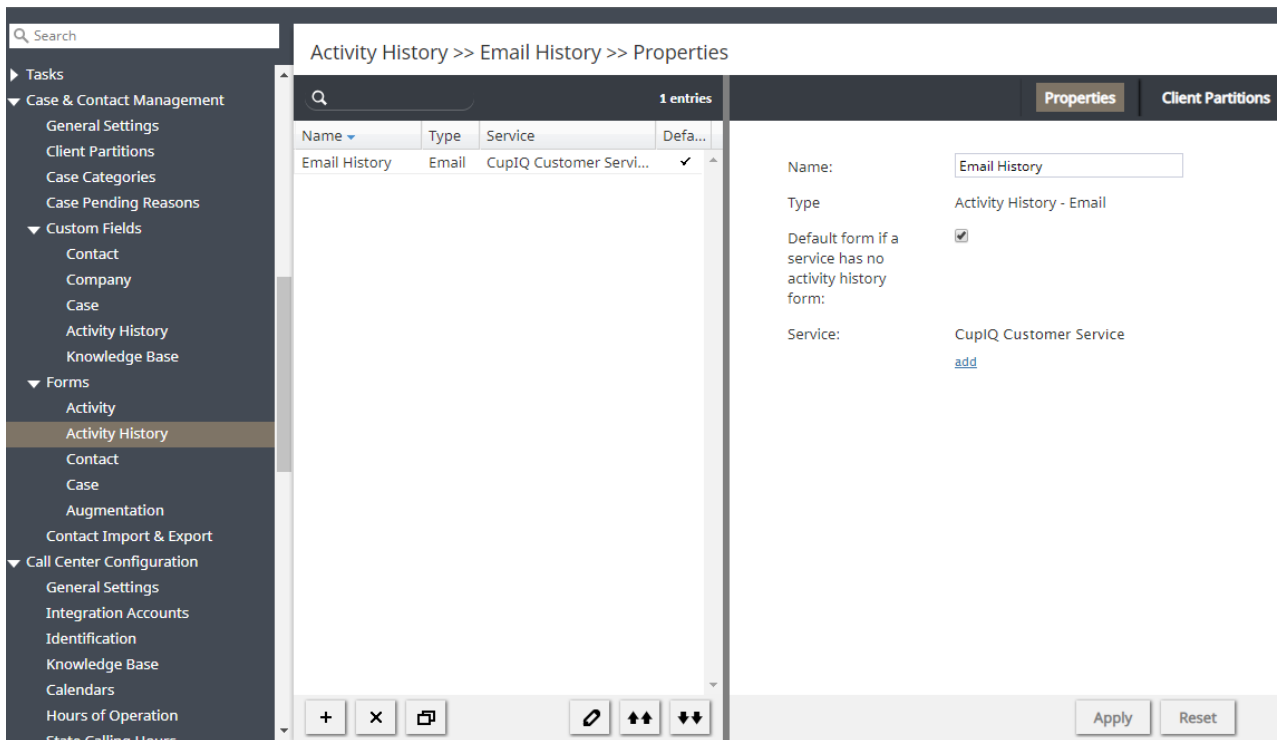 Search
Tasks
Case & Contact Management
General Settings
Client Partitions
Case Categories
Case Pending Reasons
Custom Fields
Contact
Company
Case
Activity History
Knowledge Base
Forms
Activity
Activity History
Contact
Case
Augmentation
Contact Import & Export
Call Center Configuration
General Settings
Integration Accounts
Identification
Knowledge Base
Calendars
Hours of Operation
State Calling Hours
Activity History >> Email History >> Properties
1 entries
Name Type Service Defa...
Email History Email CupIQ Customer Servi...
Properties Client Partitions
Name: Email History
Type Activity History - Email
Default form if a
service has no
activity history
form:
Service: CupIQ Customer Service
add
Apply Reset